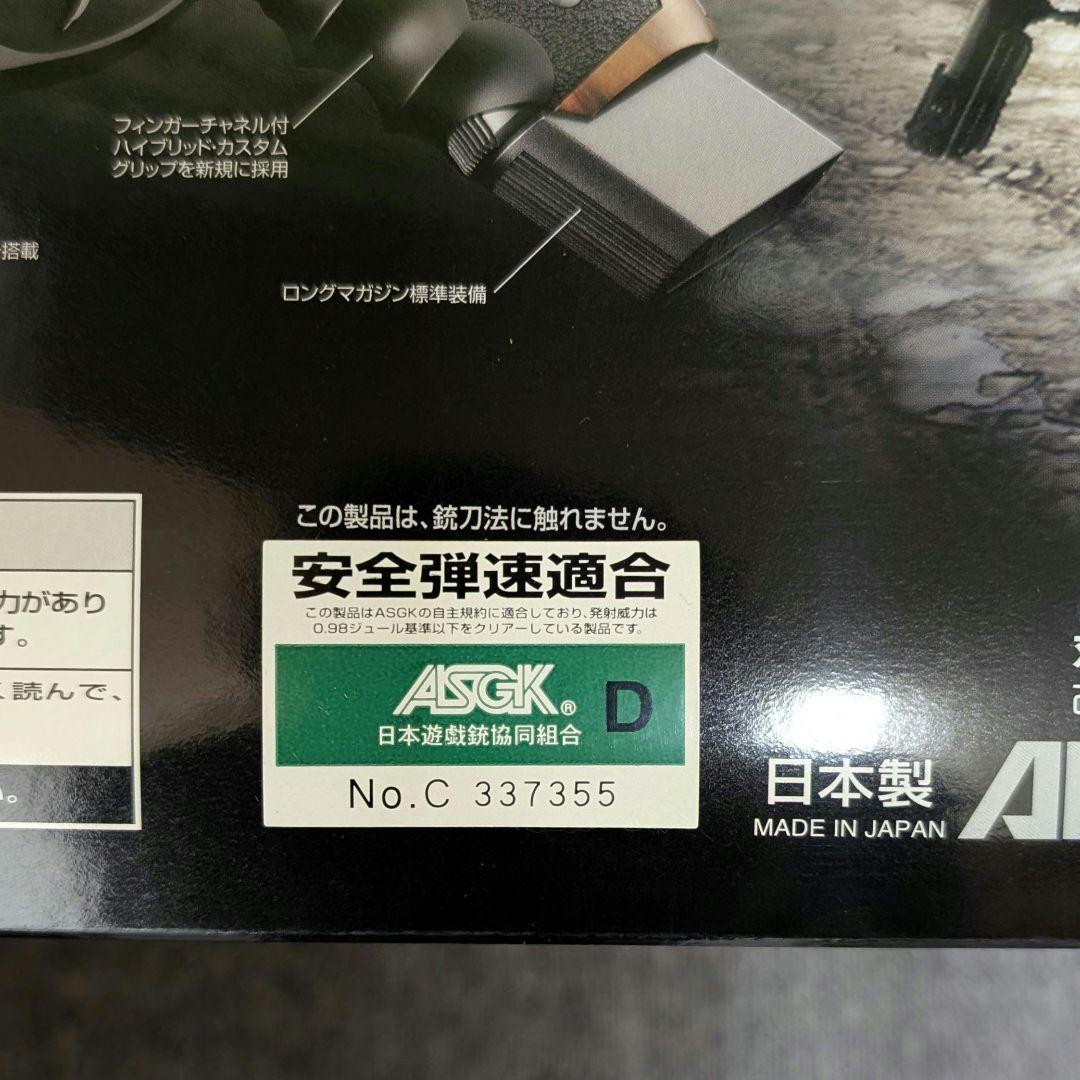 フィンガーチャネル付
ハイブリッド・カスタム
グリップを新規に採用
搭載
ロングマガジン標準装備
この製品は、銃刀法に触れません。
安全弾速適合
この製品はASGKの自主規約に適合しており、発射威力は
0.98ジュール基準以下をクリアーしている製品です。
ASGK® D
日本遊戯銃協同組合
No.C 337355
力があり
す。
読んで、
い。
日本製
MADE IN JAPAN